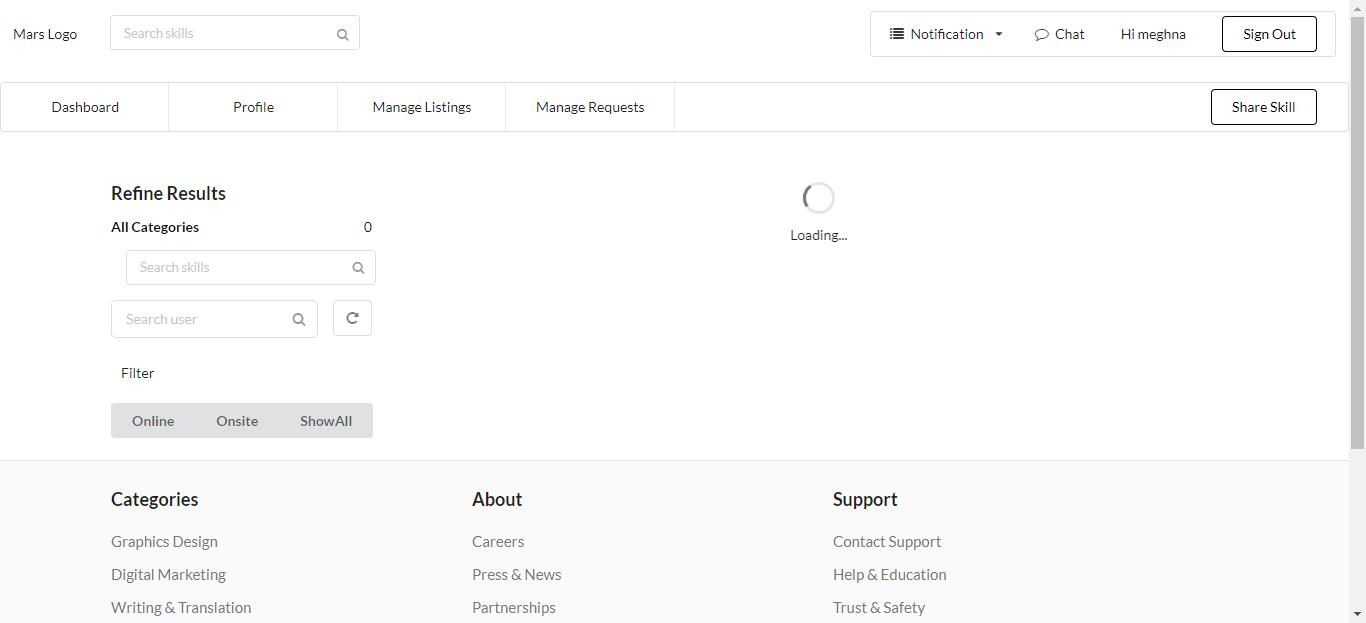 Mars Logo
Search skills
Notification
Chat
Hi meghna
Sign Out
Dashboard
Profile
Manage Listings
Manage Requests
Share Skill
Refine Results
All Categories 0
Search skills
Search user
Filter
Online Onsite ShowAll
Loading...
Categories
Graphics Design
Digital Marketing
Writing & Translation
About
Careers
Press & News
Partnerships
Support
Contact Support
Help & Education
Trust & Safety